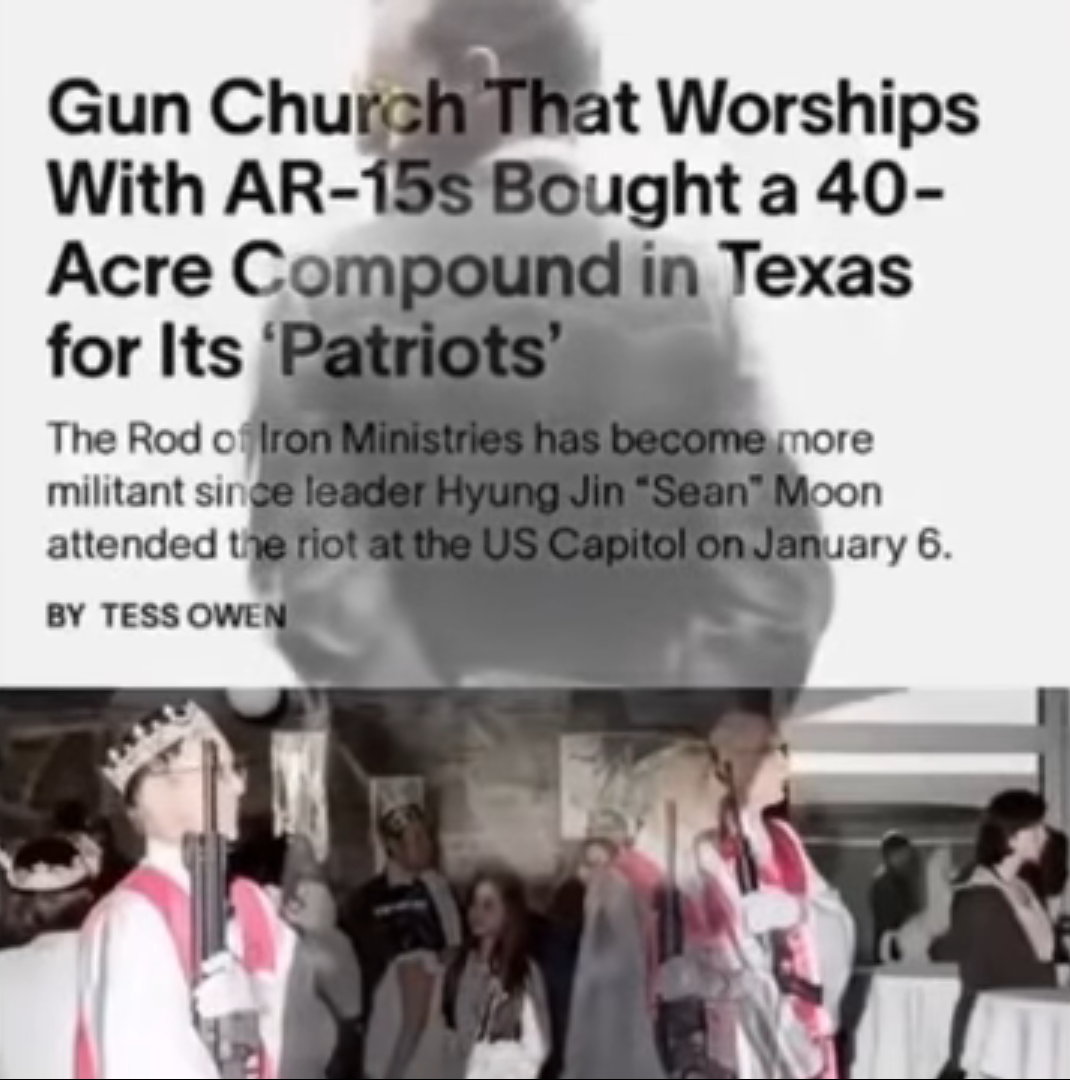 Gun Church That Worships
With AR-15s Bought a 40-
Acre Compound in Texas
for Its ‘Patriots’
The Rod of Iron Ministries has become more
militant since leader Hyung Jin “Sean” Moon
attended the riot at the US Capitol on January 6.
BY TESS OWEN